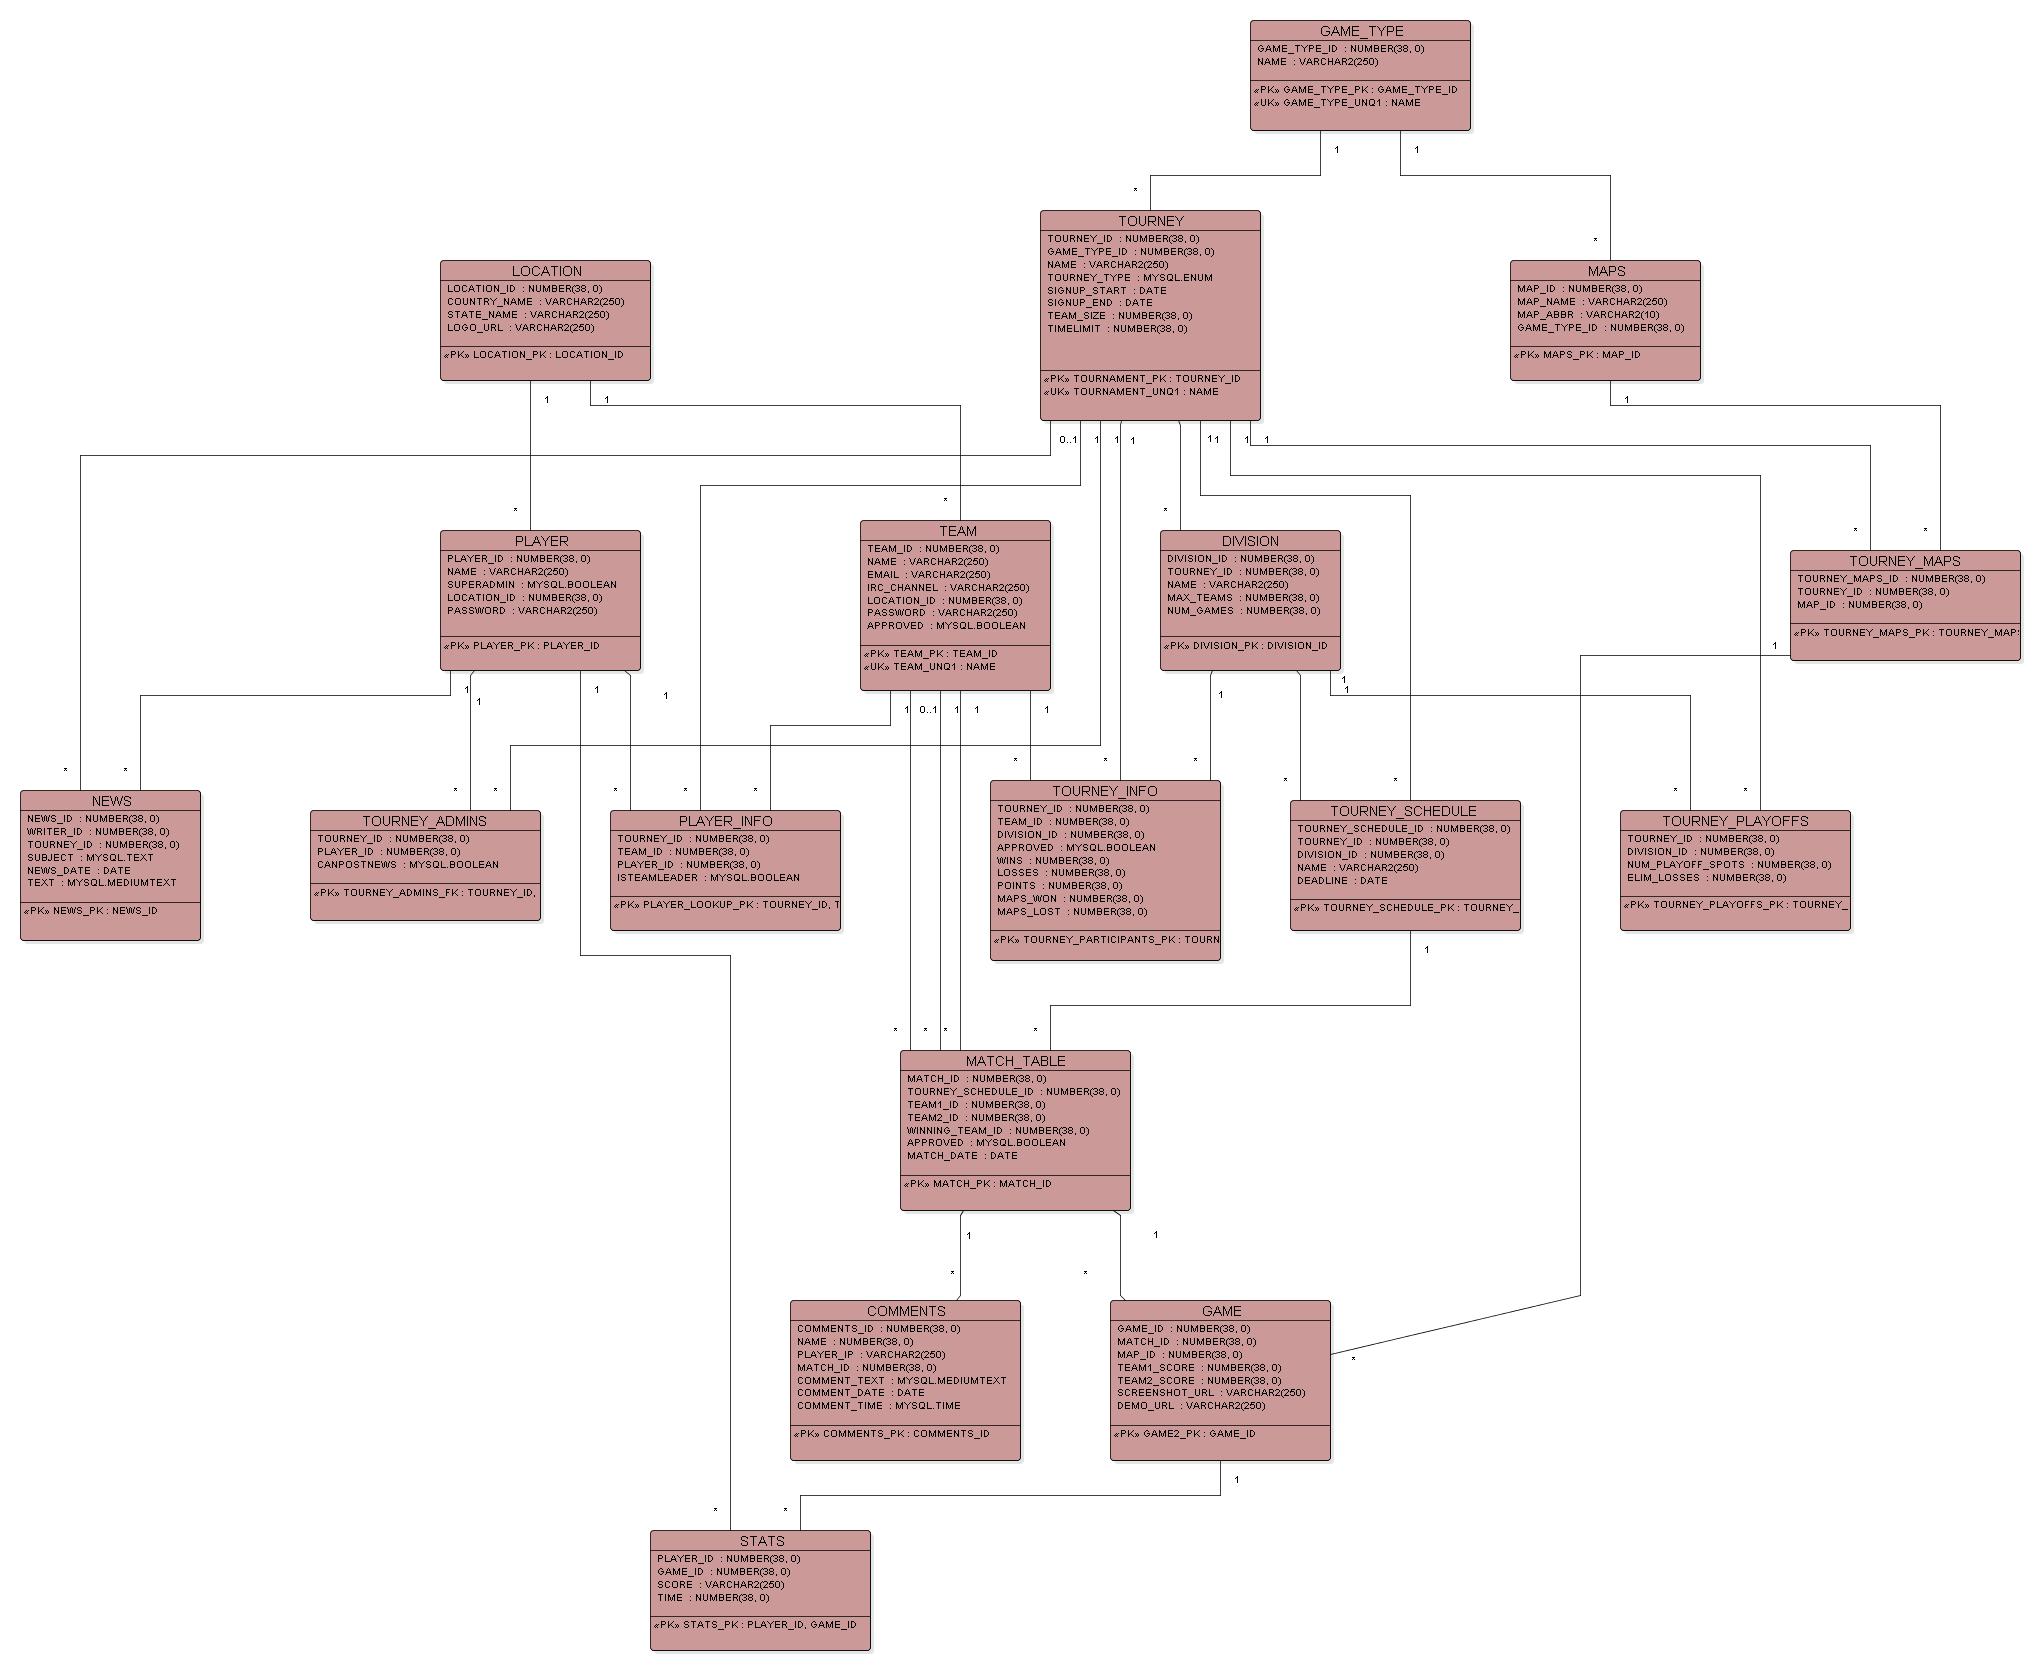 GAME_TYPE
GAME_TYPE_ID : NUMBER(38, 0)
NAME : VARCHAR2(250)
«PK» GAME_TYPE_PK : GAME_TYPE_ID
«UK» GAME_TYPE_UNQ1 : NAME
1
1
*
*
TOURNEY
TOURNEY_ID : NUMBER(38, 0)
GAME_TYPE_ID : NUMBER(38, 0)
NAME : VARCHAR2(250)
TOURNEY_TYPE : MYSQL.ENUM
SIGNUP_START : DATE
SIGNUP_END : DATE
TEAM_SIZE : NUMBER(38, 0)
TIMELIMIT : NUMBER(38, 0)
«PK» TOURNAMENT_PK : TOURNEY_ID
«UK» TOURNAMENT_UNQ1 : NAME
LOCATION
LOCATION_ID : NUMBER(38, 0)
COUNTRY_NAME : VARCHAR2(250)
STATE_NAME : VARCHAR2(250)
LOGO_URL : VARCHAR2(250)
«PK» LOCATION_PK : LOCATION_ID
MAPS
MAP_ID : NUMBER(38, 0)
MAP_NAME : VARCHAR2(250)
MAP_ABBR : VARCHAR2(10)
GAME_TYPE_ID : NUMBER(38, 0)
«PK» MAPS_PK : MAP_ID
1
1
1
0..1
1
1
1
1
1
1
1
*
*
*
*
*
PLAYER
PLAYER_ID : NUMBER(38, 0)
NAME : VARCHAR2(250)
SUPERADMIN : MYSQL.BOOLEAN
LOCATION_ID : NUMBER(38, 0)
PASSWORD : VARCHAR2(250)
«PK» PLAYER_PK : PLAYER_ID
TEAM
TEAM_ID : NUMBER(38, 0)
NAME : VARCHAR2(250)
EMAIL : VARCHAR2(250)
IRC_CHANNEL : VARCHAR2(250)
LOCATION_ID : NUMBER(38, 0)
PASSWORD : VARCHAR2(250)
APPROVED : MYSQL.BOOLEAN
«PK» TEAM_PK : TEAM_ID
«UK» TEAM_UNQ1 : NAME
DIVISION
DIVISION_ID : NUMBER(38, 0)
TOURNEY_ID : NUMBER(38, 0)
NAME : VARCHAR2(250)
MAX_TEAMS : NUMBER(38, 0)
NUM_GAMES : NUMBER(38, 0)
«PK» DIVISION_PK : DIVISION_ID
TOURNEY_MAPS
TOURNEY_MAPS_ID : NUMBER(38, 0)
TOURNEY_ID : NUMBER(38, 0)
MAP_ID : NUMBER(38, 0)
«PK» TOURNEY_MAPS_PK : TOURNEY_MAPS
1
1
1
1
1
1
0..1
1
1
1
1
1
1
*
*
*
*
*
*
*
*
*
*
*
*
*
*
NEWS
NEWS_ID : NUMBER(38, 0)
WRITER_ID : NUMBER(38, 0)
TOURNEY_ID : NUMBER(38, 0)
SUBJECT : MYSQL.TEXT
NEWS_DATE : DATE
TEXT : MYSQL.MEDIUMTEXT
«PK» NEWS_PK : NEWS_ID
TOURNEY_ADMINS
TOURNEY_ID : NUMBER(38, 0)
PLAYER_ID : NUMBER(38, 0)
CANPOSTNEWS : MYSQL.BOOLEAN
«PK» TOURNEY_ADMINS_FK : TOURNEY_ID,
PLAYER_INFO
TOURNEY_ID : NUMBER(38, 0)
TEAM_ID : NUMBER(38, 0)
PLAYER_ID : NUMBER(38, 0)
ISTEAMLEADER : MYSQL.BOOLEAN
«PK» PLAYER_LOOKUP_PK : TOURNEY_ID, T
TOURNEY_INFO
TOURNEY_ID : NUMBER(38, 0)
TEAM_ID : NUMBER(38, 0)
DIVISION_ID : NUMBER(38, 0)
APPROVED : MYSQL.BOOLEAN
WINS : NUMBER(38, 0)
LOSSES : NUMBER(38, 0)
POINTS : NUMBER(38, 0)
MAPS_WON : NUMBER(38, 0)
MAPS_LOST : NUMBER(38, 0)
«PK» TOURNEY_PARTICIPANTS_PK : TOURN
TOURNEY_SCHEDULE
TOURNEY_SCHEDULE_ID : NUMBER(38, 0)
TOURNEY_ID : NUMBER(38, 0)
DIVISION_ID : NUMBER(38, 0)
NAME : VARCHAR2(250)
DEADLINE : DATE
«PK» TOURNEY_SCHEDULE_PK : TOURNEY_
TOURNEY_PLAYOFFS
TOURNEY_ID : NUMBER(38, 0)
DIVISION_ID : NUMBER(38, 0)
NUM_PLAYOFF_SPOTS : NUMBER(38, 0)
ELIM_LOSSES : NUMBER(38, 0)
«PK» TOURNEY_PLAYOFFS_PK : TOURNEY_
1
*
*
*
*
MATCH_TABLE
MATCH_ID : NUMBER(38, 0)
TOURNEY_SCHEDULE_ID : NUMBER(38, 0)
TEAM1_ID : NUMBER(38, 0)
TEAM2_ID : NUMBER(38, 0)
WINNING_TEAM_ID : NUMBER(38, 0)
APPROVED : MYSQL.BOOLEAN
MATCH_DATE : DATE
«PK» MATCH_PK : MATCH_ID
1
1
*
*
COMMENTS
COMMENTS_ID : NUMBER(38, 0)
NAME : NUMBER(38, 0)
PLAYER_IP : VARCHAR2(250)
MATCH_ID : NUMBER(38, 0)
COMMENT_TEXT : MYSQL.MEDIUMTEXT
COMMENT_DATE : DATE
COMMENT_TIME : MYSQL.TIME
«PK» COMMENTS_PK : COMMENTS_ID
GAME
GAME_ID : NUMBER(38, 0)
MATCH_ID : NUMBER(38, 0)
MAP_ID : NUMBER(38, 0)
TEAM1_SCORE : NUMBER(38, 0)
TEAM2_SCORE : NUMBER(38, 0)
SCREENSHOT_URL : VARCHAR2(250)
DEMO_URL : VARCHAR2(250)
«PK» GAME2_PK : GAME_ID
*
1
*
*
STATS
PLAYER_ID : NUMBER(38, 0)
GAME_ID : NUMBER(38, 0)
SCORE : VARCHAR2(250)
TIME : NUMBER(38, 0)
«PK» STATS_PK : PLAYER_ID, GAME_ID